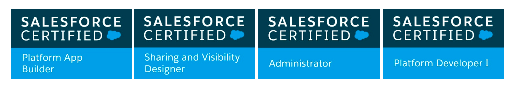 SALESFORCE
CERTIFIED
Platform App
Builder
SALESFORCE
CERTIFIED
Sharing and Visibility
Designer
SALESFORCE
CERTIFIED
Administrator
SALESFORCE
CERTIFIED
Platform Developer I